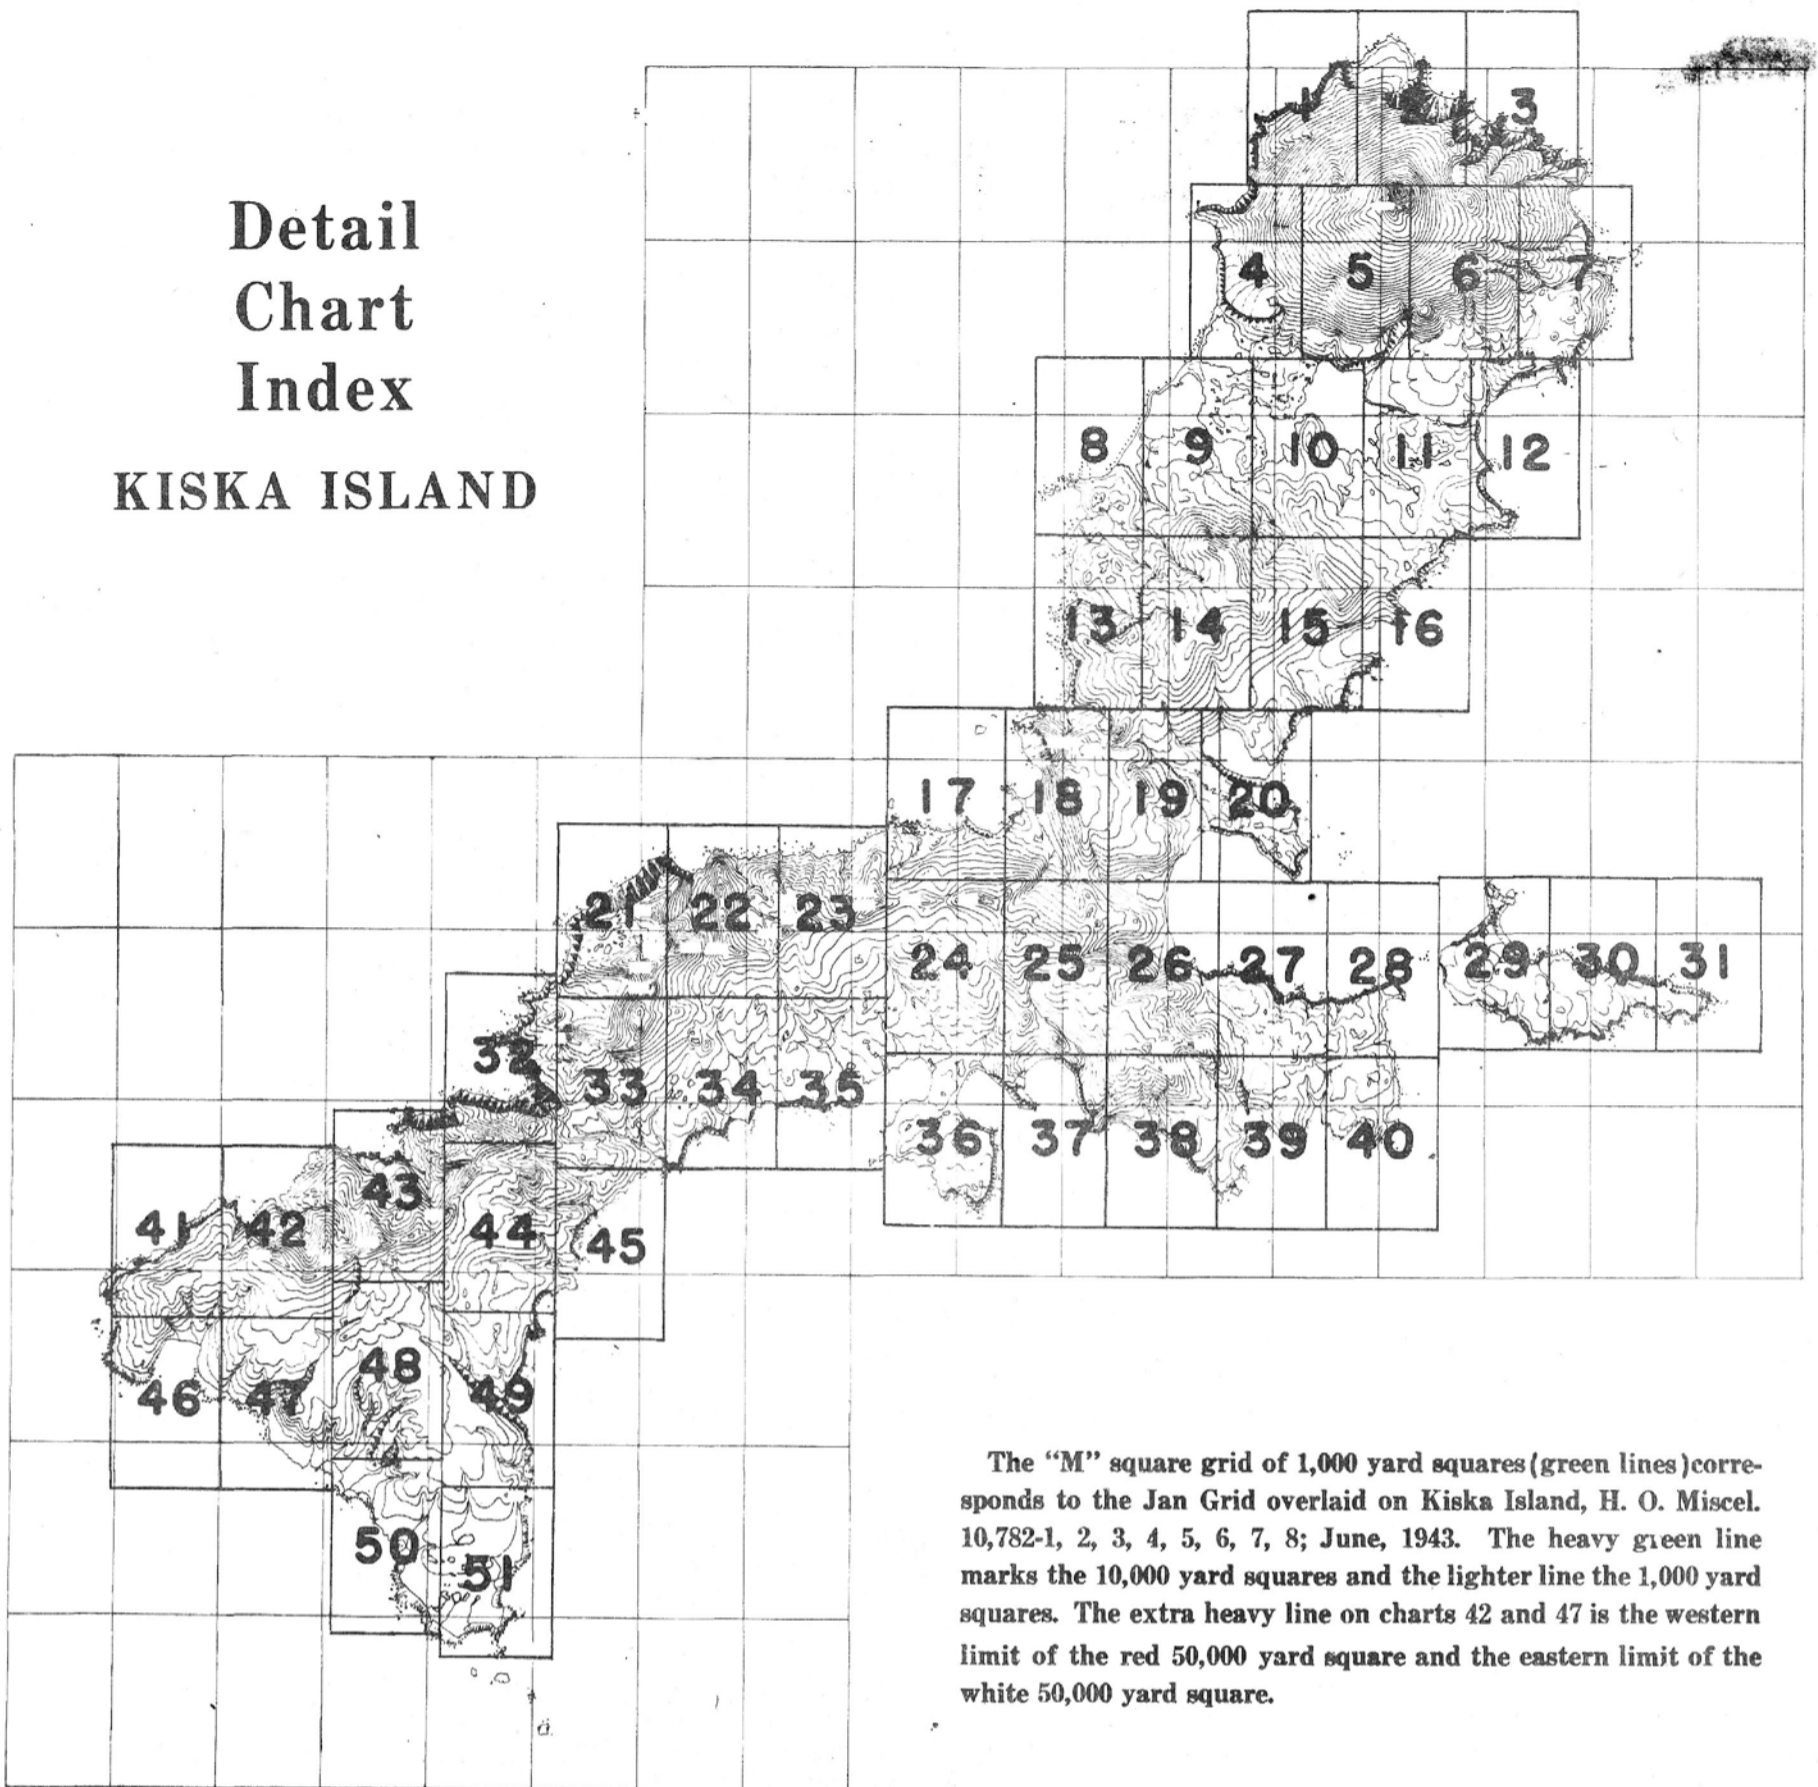 Detail
Chart
Index
KISKA ISLAND
1 2 3
4 5 6 7
8 9 10 11 12
13 14 15 16
17 18 19 20
21 22 23
24 25 26 27 28
29 30 31
32
33 34 35
36 37 38 39 40
41 42
43
44 45
46 47
48
49
50
51
The “M” square grid of 1,000 yard squares (green lines) corre-
sponds to the Jan Grid overlaid on Kiska Island, H. O. Miscel.
10,782-1, 2, 3, 4, 5, 6, 7, 8; June, 1943. The heavy green line
marks the 10,000 yard squares and the lighter line the 1,000 yard
squares. The extra heavy line on charts 42 and 47 is the western
limit of the red 50,000 yard square and the eastern limit of the
white 50,000 yard square.